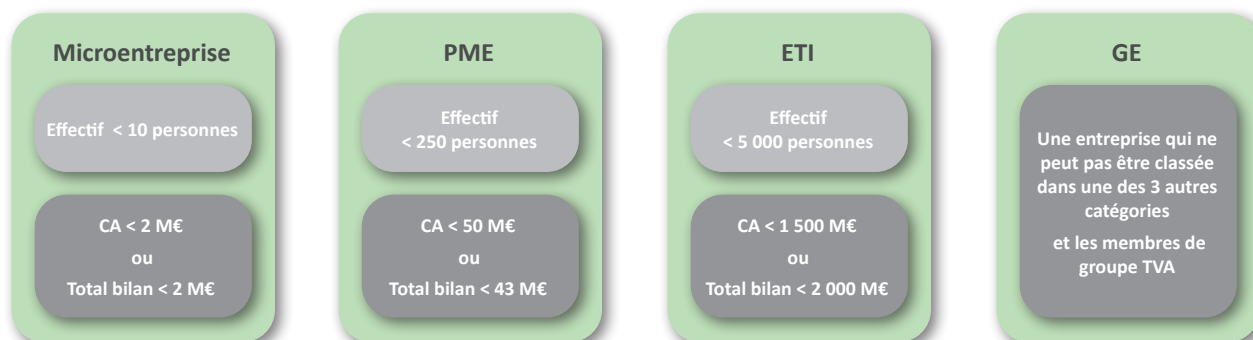 Microentreprise
Effectif < 10 personnes
CA < 2 M€
ou
Total bilan < 2 M€
PME
Effectif
< 250 personnes
CA < 50 M€
ou
Total bilan < 43 M€
ETI
Effectif
< 5 000 personnes
CA < 1 500 M€
ou
Total bilan < 2 000 M€
GE
Une entreprise qui ne
peut pas être classée
dans une des 3 autres
catégories
et les membres de
groupe TVA